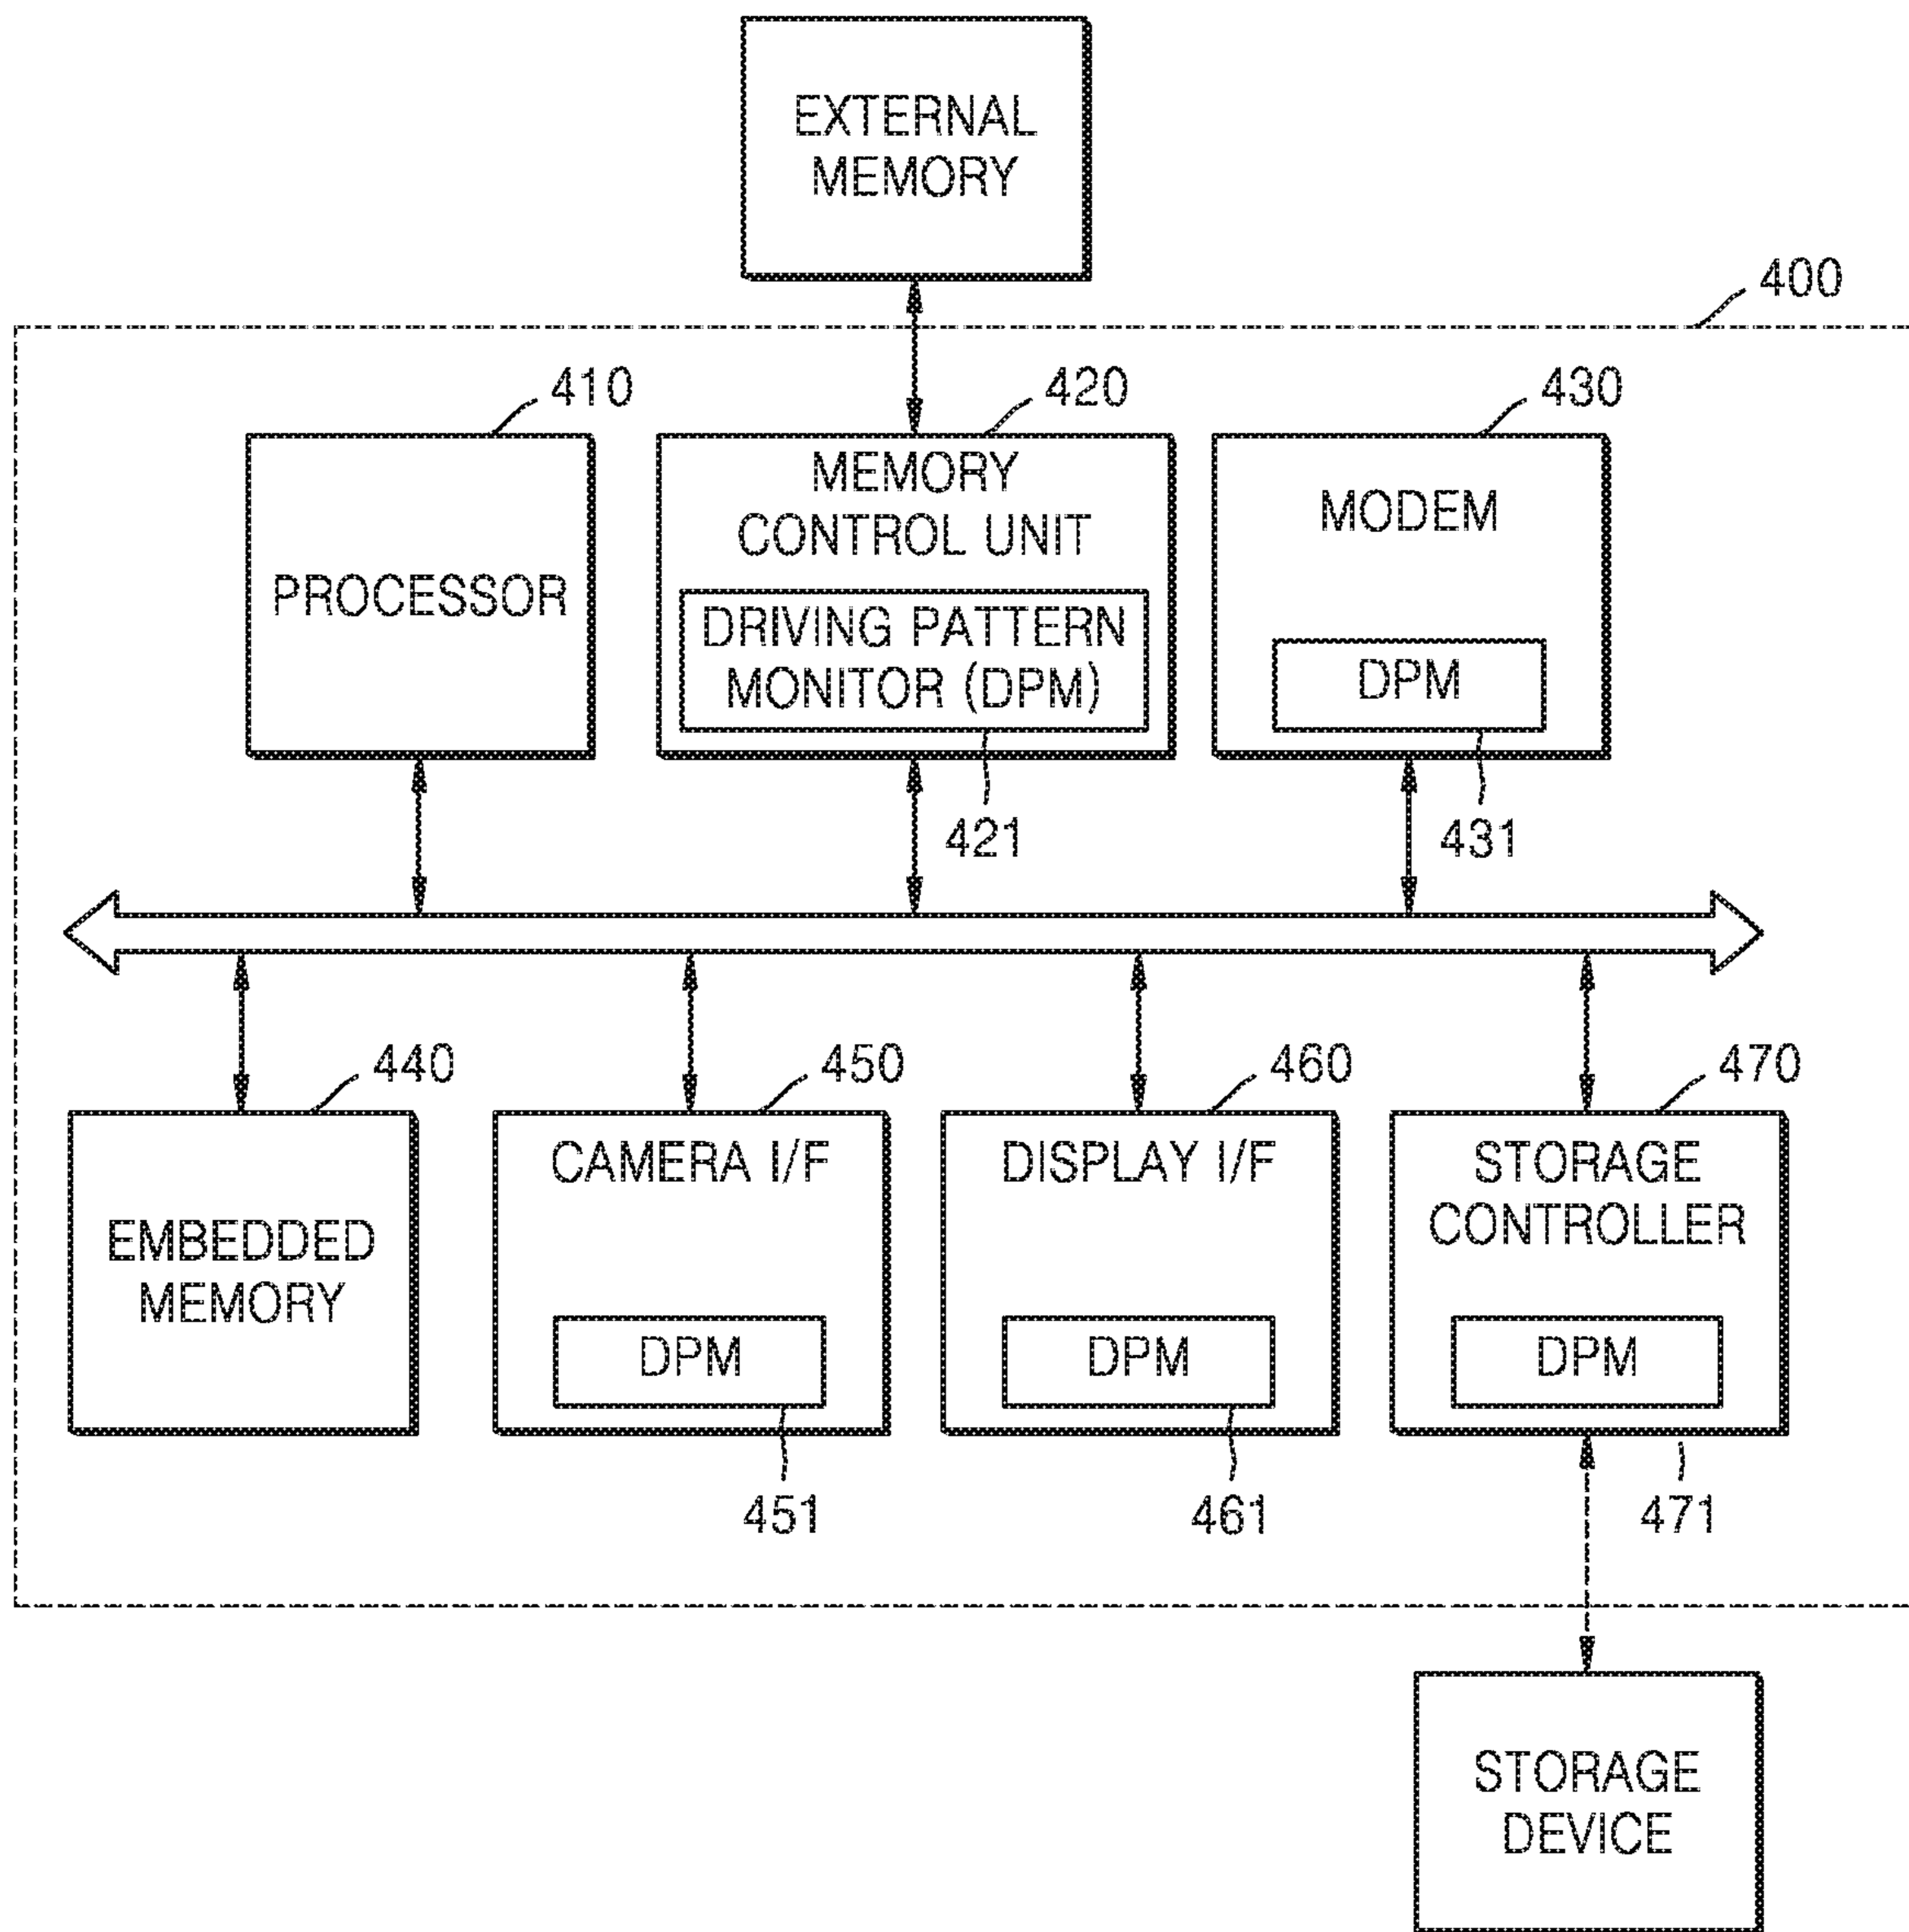 EXTERNAL
MEMORY
400
410
420
430
PROCESSOR
MEMORY
CONTROL UNIT
DRIVING PATTERN
MONITOR (DPM)
MODEM
DPM
421
431
440
450
460
470
EMBEDDED
MEMORY
CAMERA I/F
DPM
DISPLAY I/F
DPM
STORAGE
CONTROLLER
DPM
451
461
471
STORAGE
DEVICE